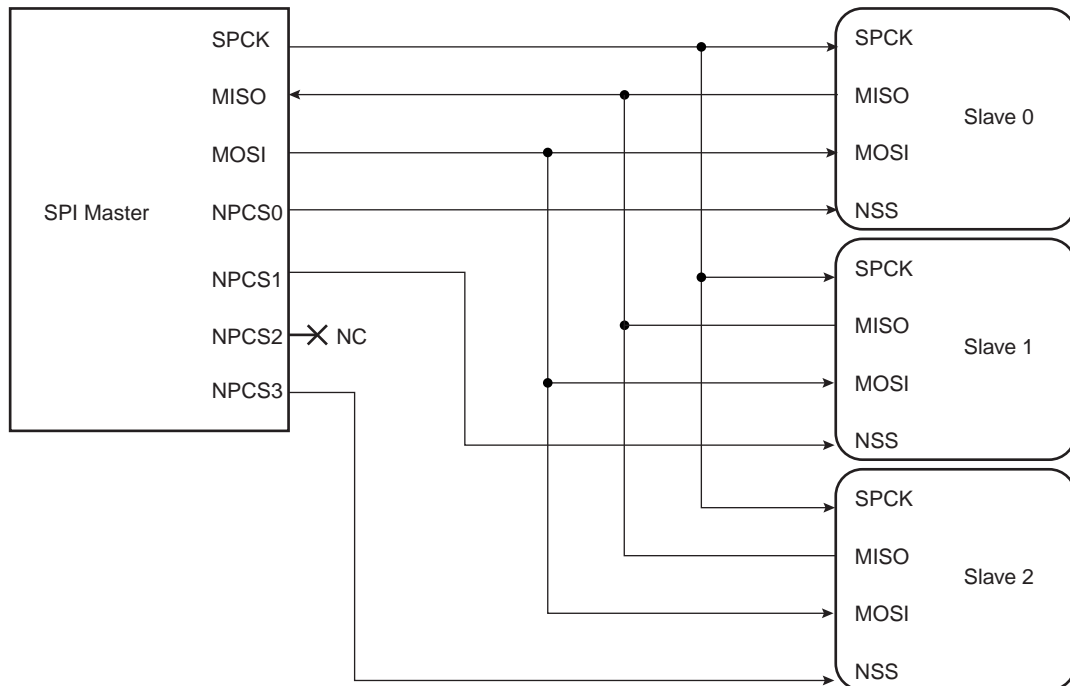 SPI Master
SPCK
MISO
MOSI
NPCS0
NPCS1
NPCS2
NC
NPCS3
SPCK
MISO
MOSI
NSS
Slave 0
SPCK
MISO
MOSI
NSS
Slave 1
SPCK
MISO
MOSI
NSS
Slave 2